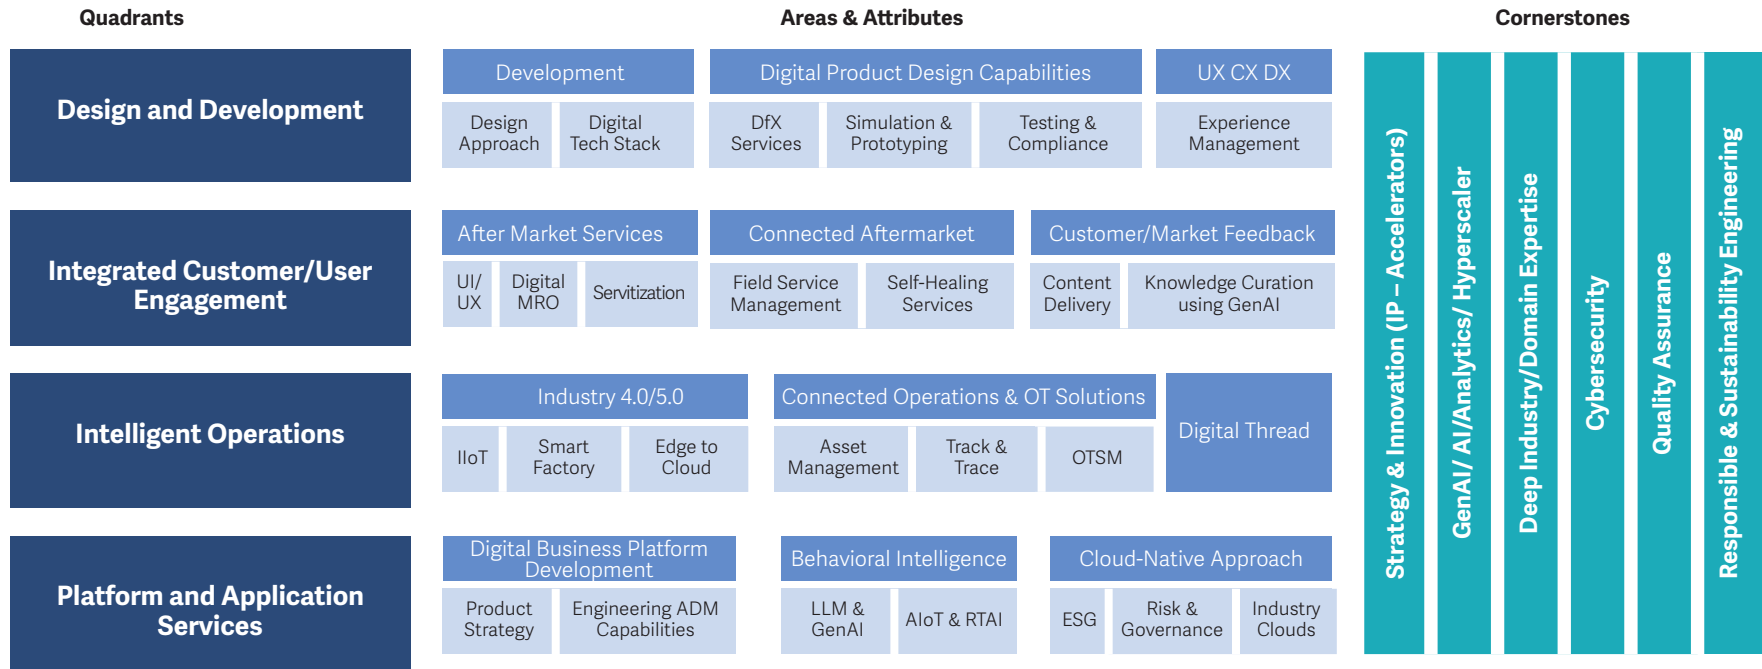 Quadrants
Areas & Attributes
Cornerstones
Design and Development
Development
Design
Approach
Digital
Tech Stack
Digital Product Design Capabilities
DfX
Services
Simulation &
Prototyping
Testing &
Compliance
UX CX DX
Experience
Management
Integrated Customer/User
Engagement
After Market Services
UI/
UX
Digital
MRO
Servitization
Connected Aftermarket
Field Service
Management
Self-Healing
Services
Customer/Market Feedback
Content
Delivery
Knowledge Curation
using GenAI
Intelligent Operations
Industry 4.0/5.0
IIoT
Smart
Factory
Edge to
Cloud
Connected Operations & OT Solutions
Asset
Management
Track &
Trace
OTSM
Digital Thread
Platform and Application
Services
Digital Business Platform
Development
Product
Strategy
Engineering ADM
Capabilities
Behavioral Intelligence
LLM &
GenAI
AIoT & RTAI
Cloud-Native Approach
ESG
Risk &
Governance
Industry
Clouds
Strategy & Innovation (IP – Accelerators)
GenAI/ AI/Analytics/ Hyperscaler
Deep Industry/Domain Expertise
Cybersecurity
Quality Assurance
Responsible & Sustainability Engineering